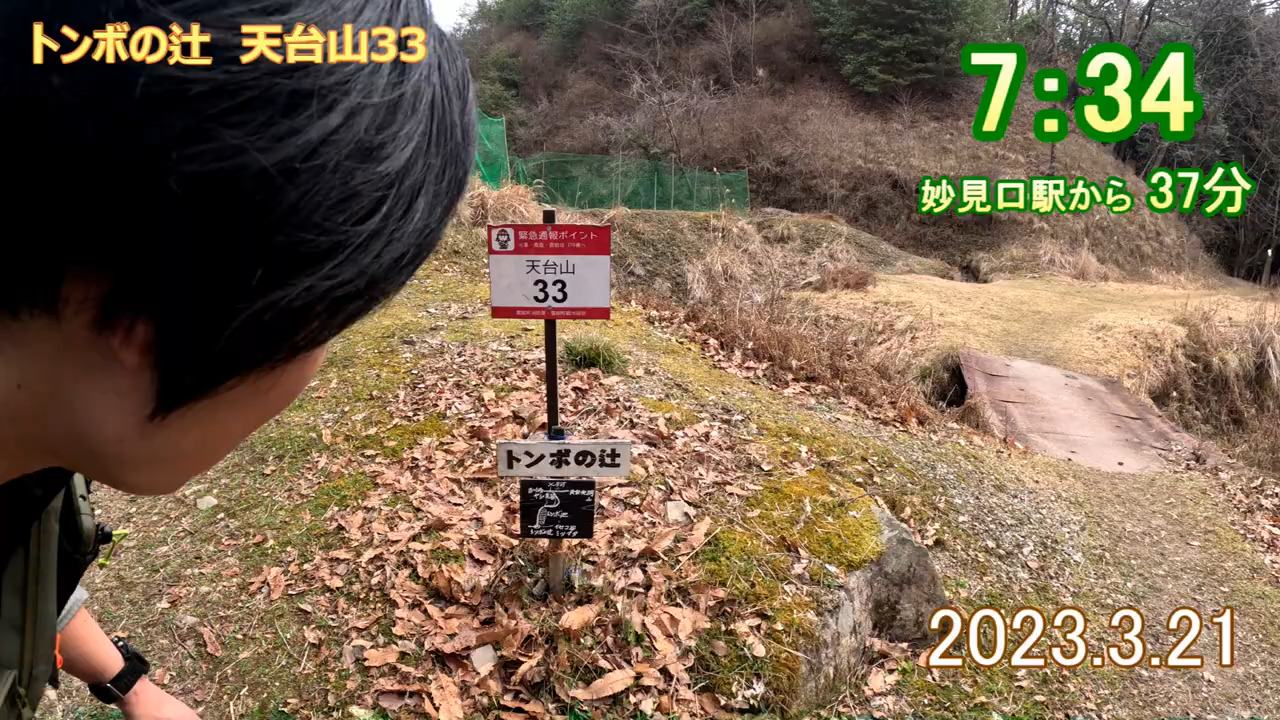 トンボの辻 天台山33
7:34
妙見口駅から 37分
緊急通報ポイント
天台山
33
トンボの辻
2023.3.21